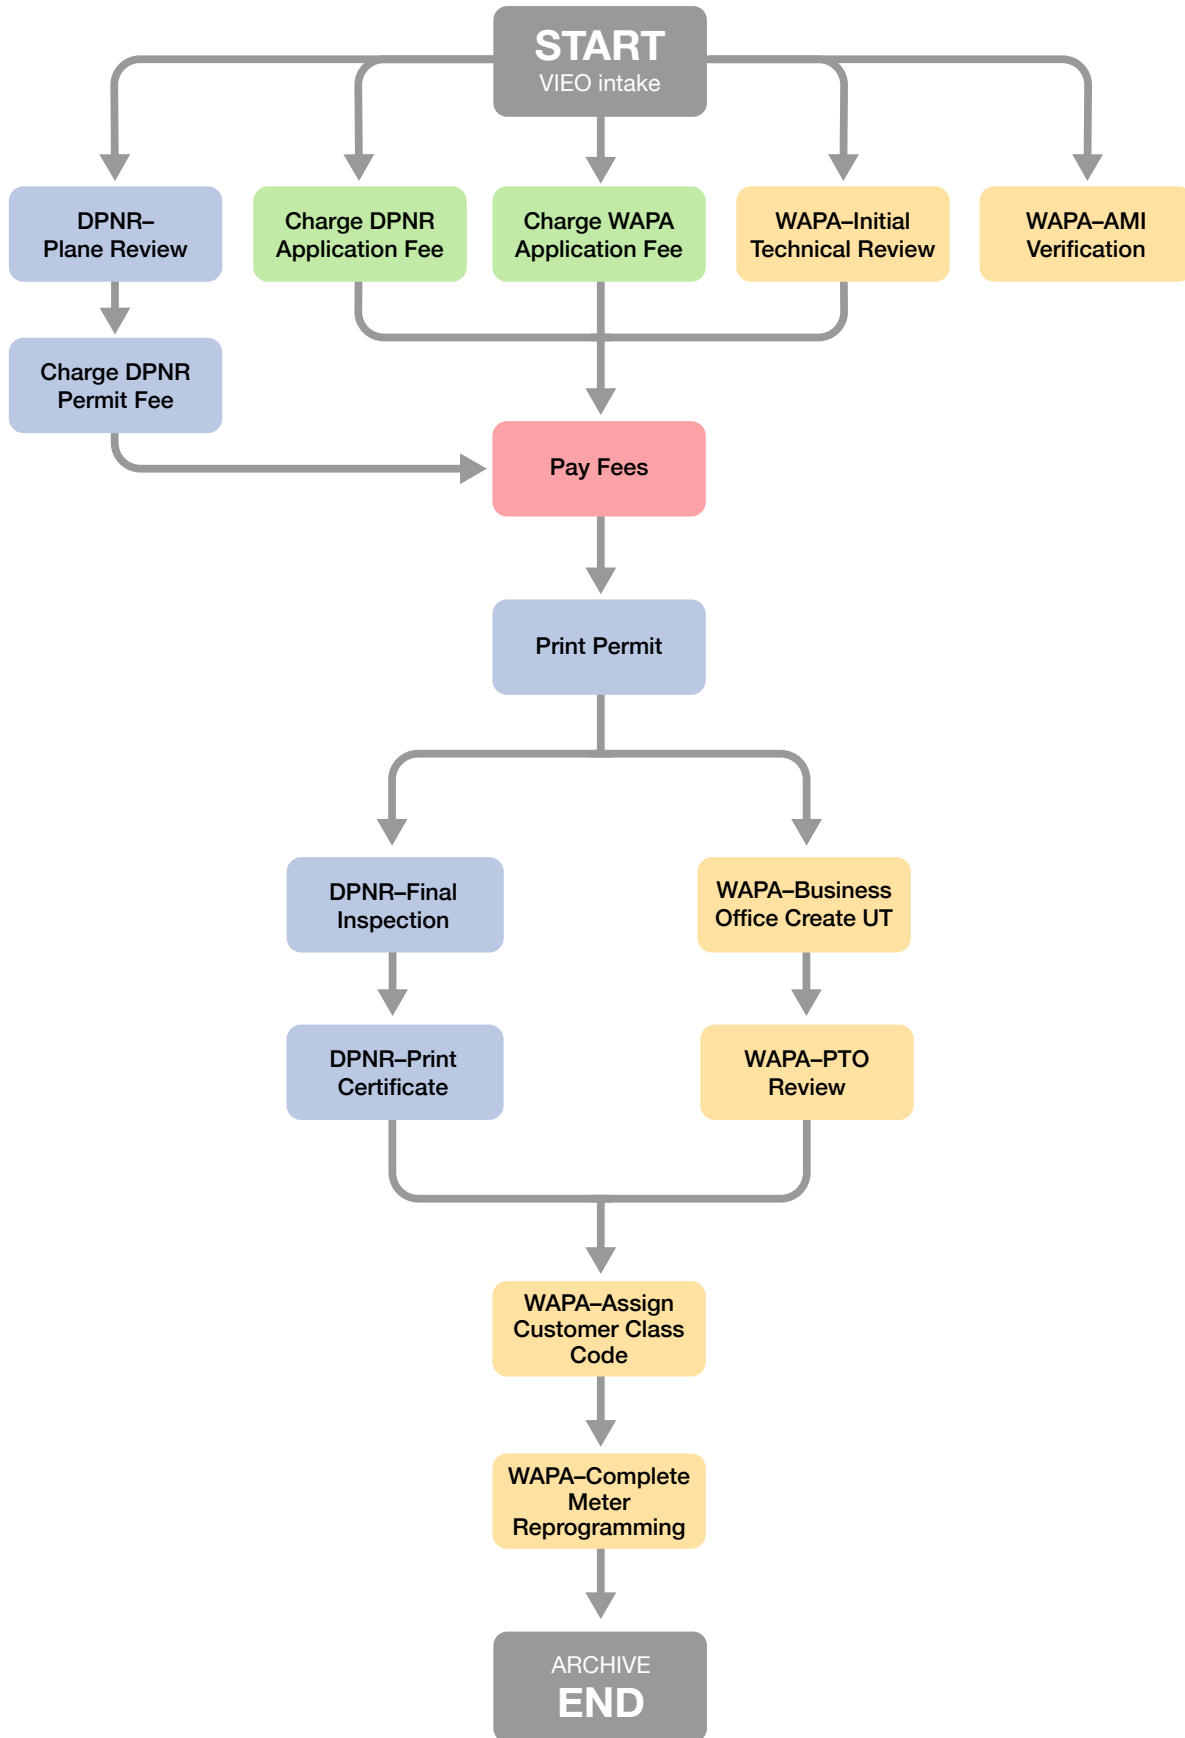 START
VIEO intake
DPNR–
Plane Review
Charge DPNR
Application Fee
Charge WAPA
Application Fee
WAPA–Initial
Technical Review
WAPA–AMI
Verification
Charge DPNR
Permit Fee
Pay Fees
Print Permit
DPNR–Final
Inspection
WAPA–Business
Office Create UT
DPNR–Print
Certificate
WAPA–PTO
Review
WAPA–Assign
Customer Class
Code
WAPA–Complete
Meter
Reprogramming
ARCHIVE
END